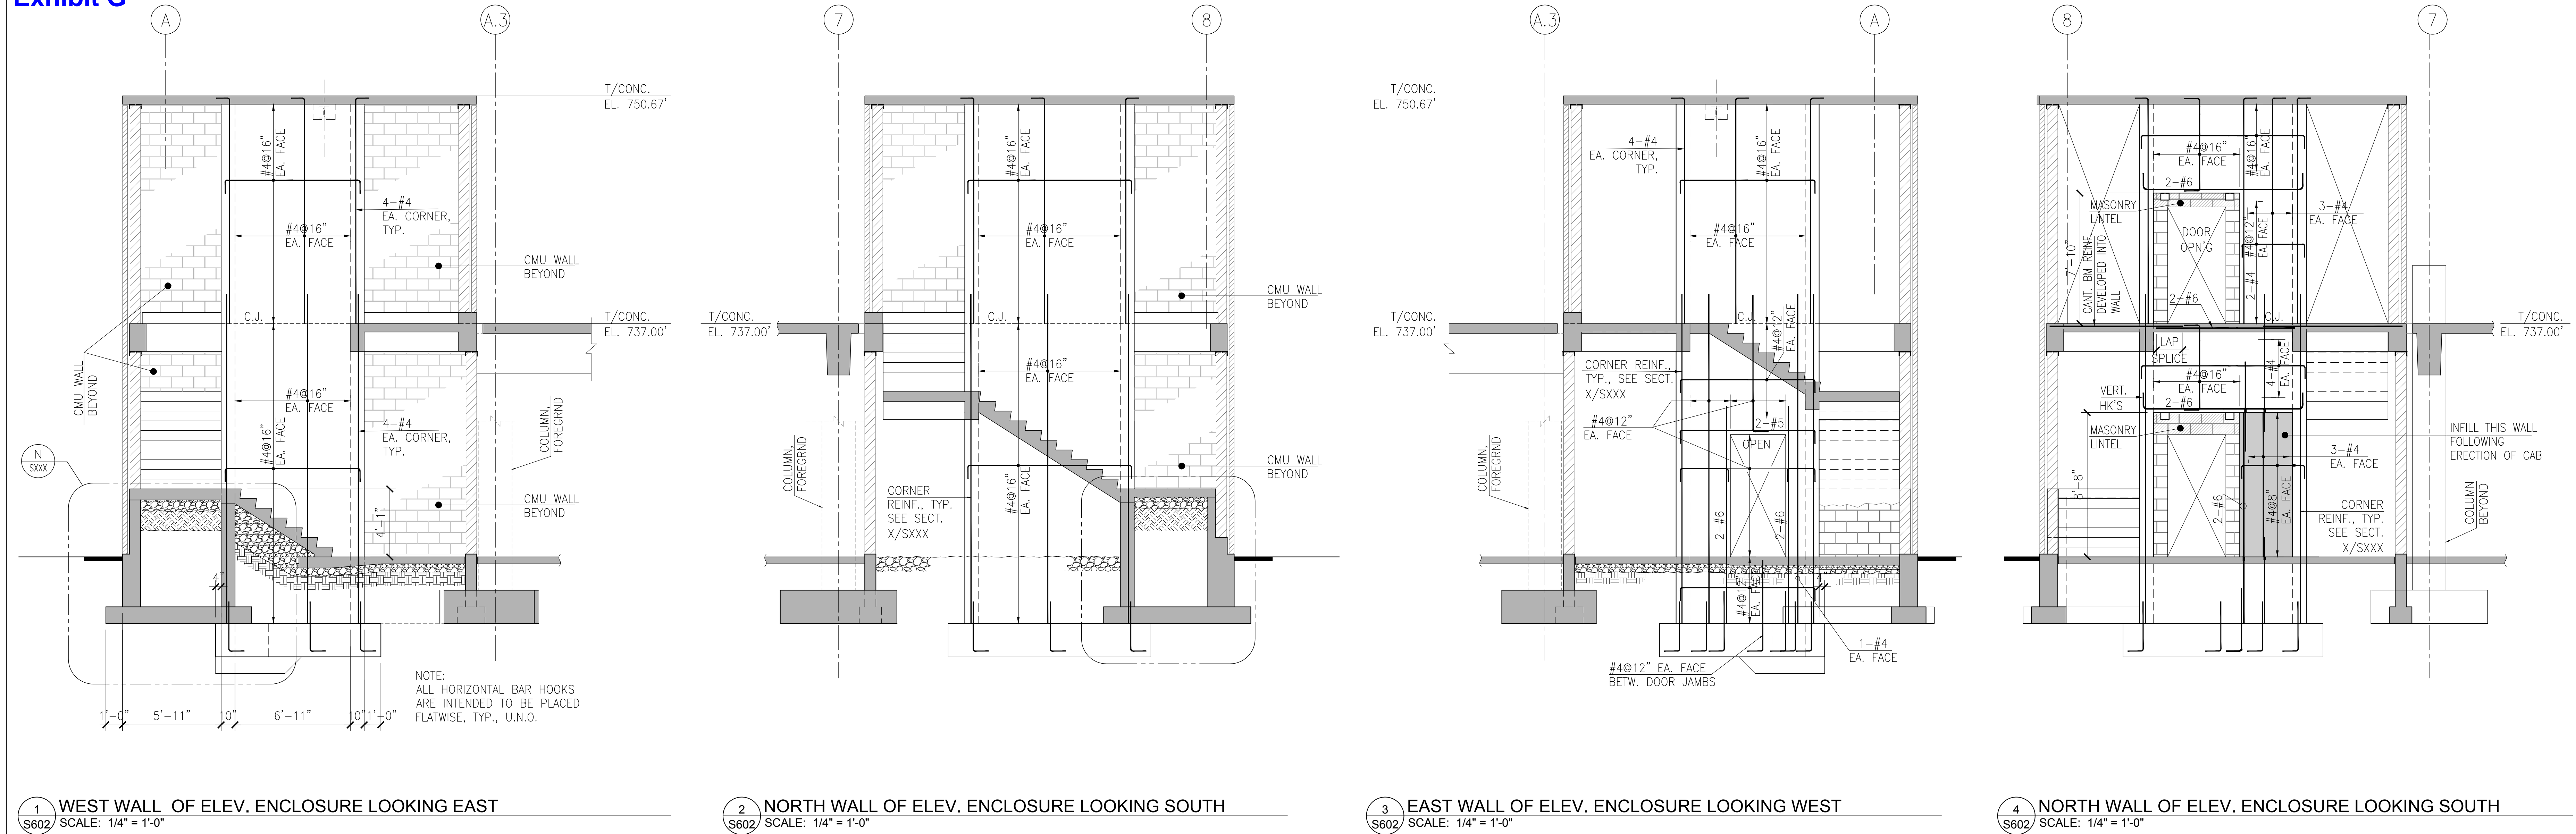 Exhibit G
A
A.3
T/CONC.
EL. 750.67'
#4@16"
EA. FACE
4-#4
EA. CORNER,
TYP.
#4@16"
EA. FACE
CMU WALL
BEYOND
C.J.
T/CONC.
EL. 737.00'
CMU WALL
BEYOND
#4@16"
EA. FACE
4-#4
EA. CORNER,
TYP.
#4@16"
EA. FACE
COLUMN,
FOREGRND
N
SXXX
CMU WALL
BEYOND
4'-1"
4"
NOTE:
ALL HORIZONTAL BAR HOOKS
ARE INTENDED TO BE PLACED
FLATWISE, TYP., U.N.O.
1'-0"
5'-11"
10"
6'-11"
10"
1'-0"
1
S602
WEST WALL OF ELEV. ENCLOSURE LOOKING EAST
SCALE: 1/4" = 1'-0"
7
8
#4@16"
EA. FACE
#4@16"
EA. FACE
CMU WALL
BEYOND
T/CONC.
EL. 737.00'
C.J.
#4@16"
EA. FACE
COLUMN,
FOREGRND
CORNER
REINF., TYP.
SEE SECT.
X/SXXX
#4@16"
EA. FACE
CMU WALL
BEYOND
2
S602
NORTH WALL OF ELEV. ENCLOSURE LOOKING SOUTH
SCALE: 1/4" = 1'-0"
A.3
A
T/CONC.
EL. 750.67'
4-#4
EA. CORNER,
TYP.
#4@16"
EA. FACE
#4@16"
EA. FACE
T/CONC.
EL. 737.00'
C.J.
#4@12"
EA. FACE
CORNER REINF.,
TYP., SEE SECT.
X/SXXX
#4@12"
EA. FACE
2-#5
OPEN
COLUMN,
FOREGRND
2-#6
2-#6
4"
#4@12"
EA. FACE
1-#4
EA. FACE
#4@12" EA. FACE
BETW. DOOR JAMBS
3
S602
EAST WALL OF ELEV. ENCLOSURE LOOKING WEST
SCALE: 1/4" = 1'-0"
8
7
#4@16"
EA. FACE
#4@16"
EA. FACE
2-#6
MASONRY
LINTEL
3-#4
EA. FACE
DOOR
OPN'G
#4@12"
EA. FACE
7'-10"
CANT. BM REINF
DEVELOPED INTO
WALL
2-#4
2-#6
C.J.
T/CONC.
EL. 737.00'
LAP
SPLICE
4-#4
EA. FACE
#4@16"
EA. FACE
VERT.
HK'S
2-#6
MASONRY
LINTEL
INFILL THIS WALL
FOLLOWING
ERECTION OF CAB
3-#4
EA. FACE
8'-8"
2-#6
#4@8"
EA. FACE
CORNER
REINF., TYP.
SEE SECT.
X/SXXX
COLUMN
BEYOND
4
S602
NORTH WALL OF ELEV. ENCLOSURE LOOKING SOUTH
SCALE: 1/4" = 1'-0"